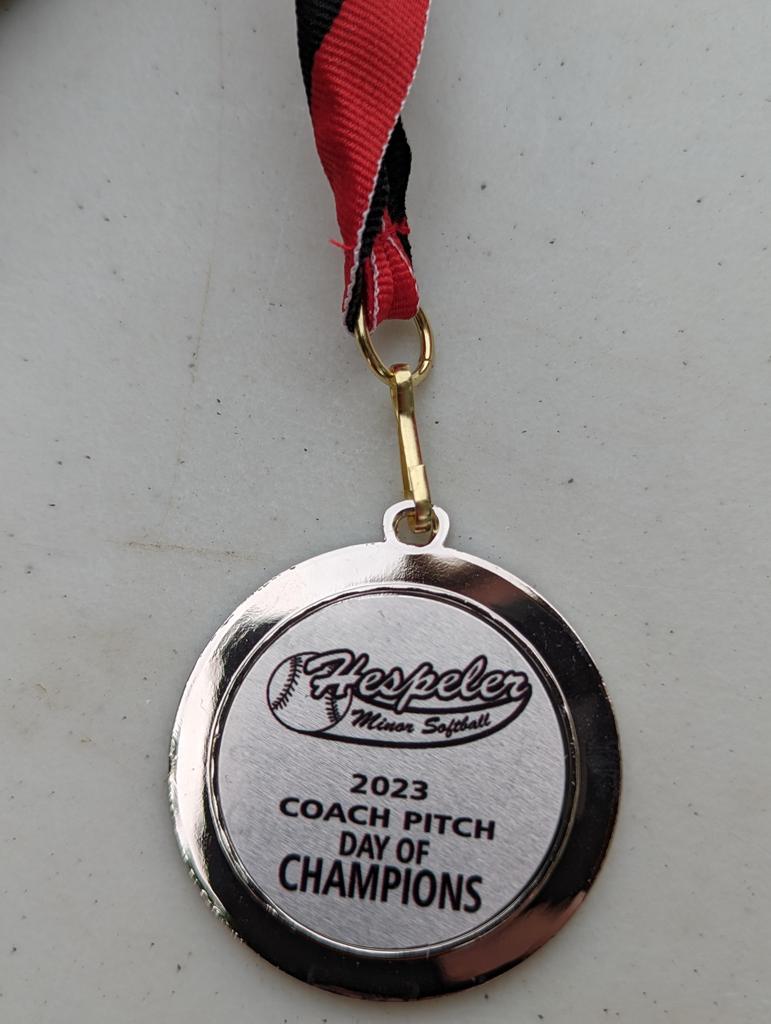 Hespeler
Minor Softball
2023
COACH PITCH
DAY OF
CHAMPIONS